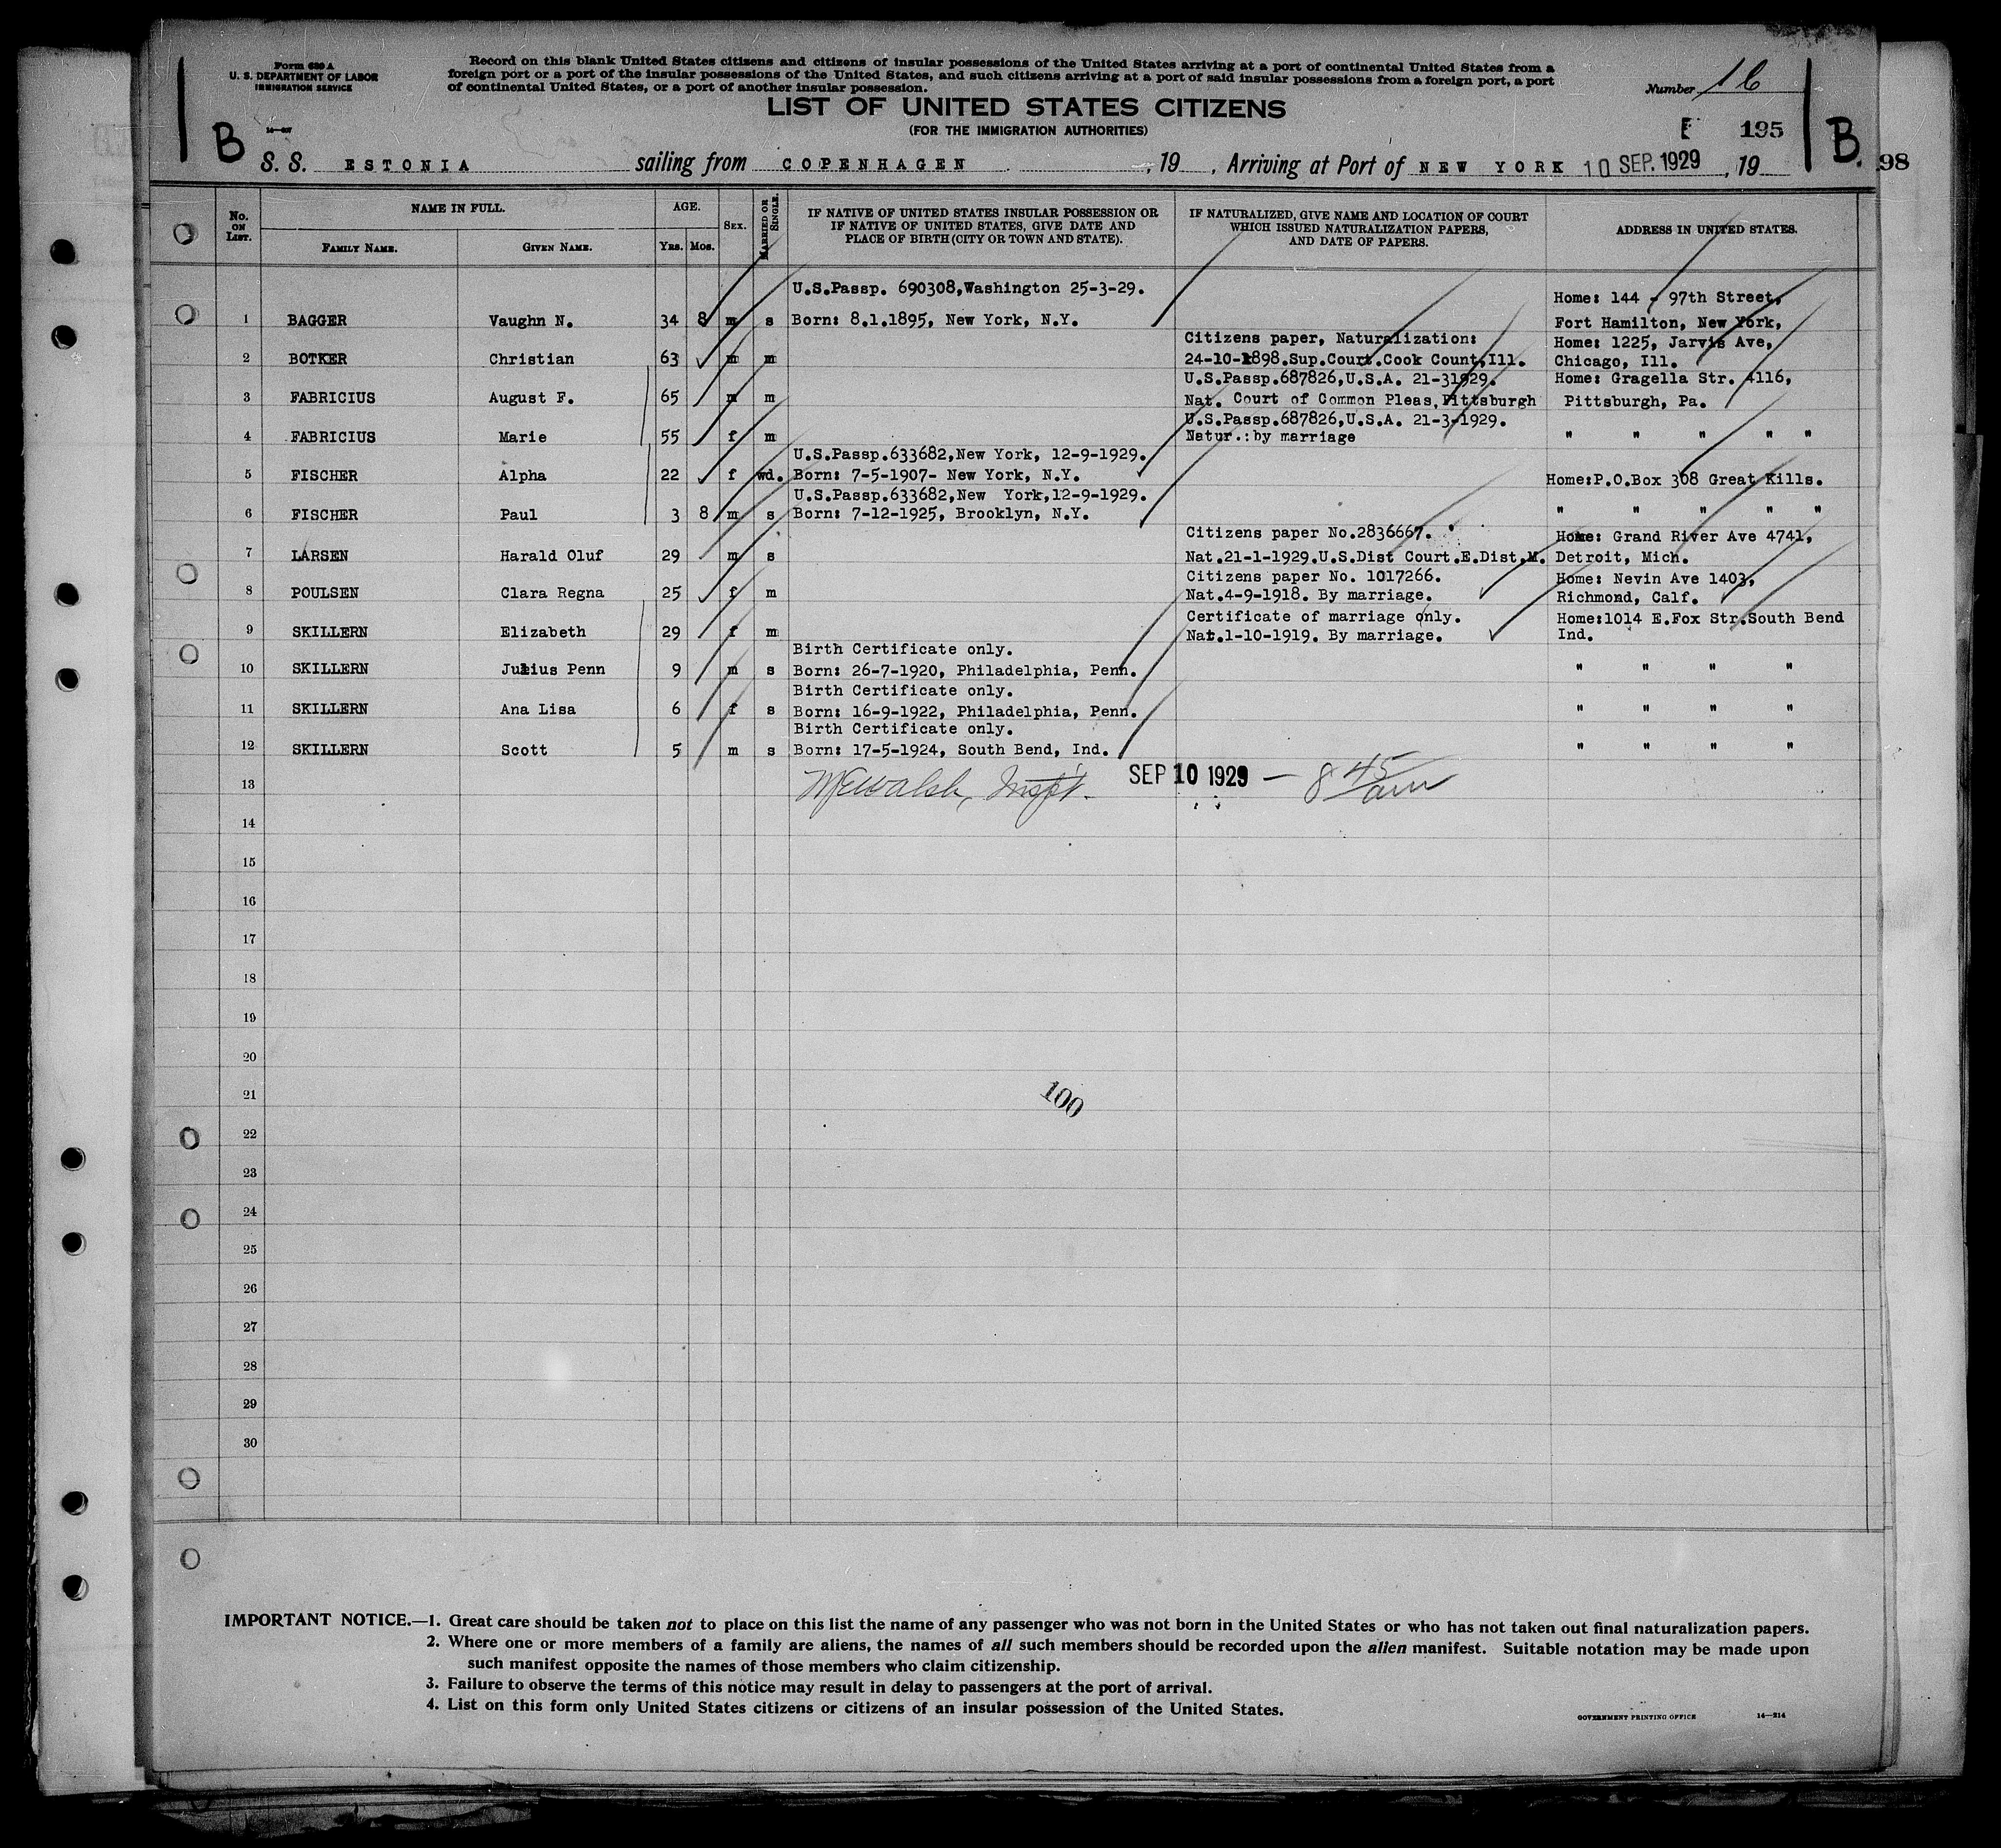 Form 630 A
U. S. DEPARTMENT OF LABOR
IMMIGRATION SERVICE
Record on this blank United States citizens and citizens of insular possessions of the United States arriving at a port of continental United States from a
foreign port or a port of the insular possessions of the United States, and such citizens arriving at a port of said insular possessions from a foreign port, a port
of continental United States, or a port of another insular possession.
Number 16
LIST OF UNITED STATES CITIZENS
(FOR THE IMMIGRATION AUTHORITIES)
195
B
B.
98
S. S. ESTONIA sailing from COPENHAGEN , 19 , Arriving at Port of NEW YORK 10 SEP. 1929 , 19
No. ON LIST. NAME IN FULL. AGE. SEX. MARRIED OR SINGLE. IF NATIVE OF UNITED STATES INSULAR POSSESSION OR IF NATIVE OF UNITED STATES, GIVE DATE AND PLACE OF BIRTH (CITY OR TOWN AND STATE). IF NATURALIZED, GIVE NAME AND LOCATION OF COURT WHICH ISSUED NATURALIZATION PAPERS, AND DATE OF PAPERS. ADDRESS IN UNITED STATES.
FAMILY NAME. GIVEN NAME. YRS. MOS.
U.S.Passp. 690308,Washington 25-3-29. Home: 144 - 97th Street,
1 BAGGER Vaughn N. 34 8 m s Born: 8.1.1895, New York, N.Y. Fort Hamilton, New York,
Citizens paper, Naturalization: Home: 1225, Jarvis Ave,
2 BOTKER Christian 63 m m 24-10-1898.Sup.Court.Cook Count,Ill. Chicago, Ill.
U.S.Passp.687826,U.S.A. 21-31929. Home: Gragella Str. 4116,
3 FABRICIUS August F. 65 m m Nat. Court of Common Pleas,Pittsburgh Pittsburgh, Pa.
U.S.Passp.687826,U.S.A. 21-3-1929.
4 FABRICIUS Marie 55 f m Natur.:by marriage " " " " "
U.S.Passp.633682,New York, 12-9-1929.
5 FISCHER Alpha 22 f wd. Born: 7-5-1907- New York, N.Y. Home:P.O.Box 308 Great Kills.
U.S.Passp.633682,New York,12-9-1929.
6 FISCHER Paul 3 8 m s Born: 7-12-1925, Brooklyn, N.Y. " " " " "
Citizens paper No.2836667. Home: Grand River Ave 4741,
7 LARSEN Harald Oluf 29 m s Nat.21-1-1929.U.S.Dist Court.E.Dist.M. Detroit, Mich.
Citizens paper No. 1017266. Home: Nevin Ave 1403,
8 POULSEN Clara Regna 25 f m Nat.4-9-1918. By marriage. Richmond, Calf.
Certificate of marriage only. Home:1014 E.Fox Str.South Bend
9 SKILLERN Elizabeth 29 f m Nat.1-10-1919. By marriage. Ind.
Birth Certificate only.
10 SKILLERN Julius Penn 9 m s Born: 26-7-1920, Philadelphia, Penn. " " " "
Birth Certificate only.
11 SKILLERN Ana Lisa 6 f s Born: 16-9-1922, Philadelphia, Penn. " " " "
Birth Certificate only.
12 SKILLERN Scott 5 m s Born: 17-5-1924, South Bend, Ind. " " " "
13 McWalsh, Inspt. SEP 10 1929 — 8 45 am
14
15
16
17
18
19
20
21
100
22
23
24
25
26
27
28
29
30
IMPORTANT NOTICE.—1. Great care should be taken not to place on this list the name of any passenger who was not born in the United States or who has not taken out final naturalization papers.
2. Where one or more members of a family are aliens, the names of all such members should be recorded upon the alien manifest. Suitable notation may be made upon
such manifest opposite the names of those members who claim citizenship.
3. Failure to observe the terms of this notice may result in delay to passengers at the port of arrival.
4. List on this form only United States citizens or citizens of an insular possession of the United States.
GOVERNMENT PRINTING OFFICE 14—214